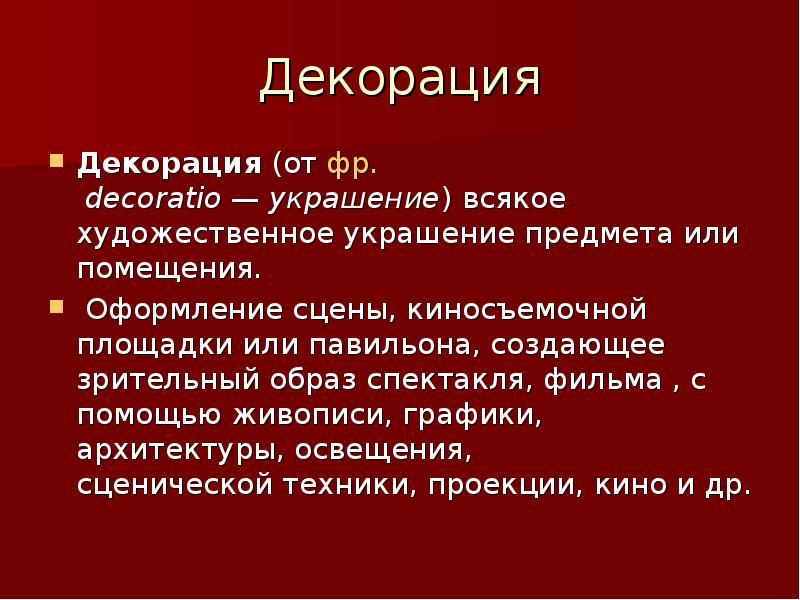 Декорация
Декорация (от фр.
decoratio — украшение) всякое
художественное украшение предмета или
помещения.
Оформление сцены, киносъемочной
площадки или павильона, создающее
зрительный образ спектакля, фильма , с
помощью живописи, графики,
архитектуры, освещения,
сценической техники, проекции, кино и др.